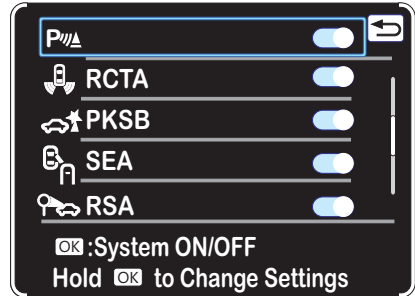 P
RCTA
PKSB
SEA
RSA
OK :System ON/OFF
Hold OK to Change Settings